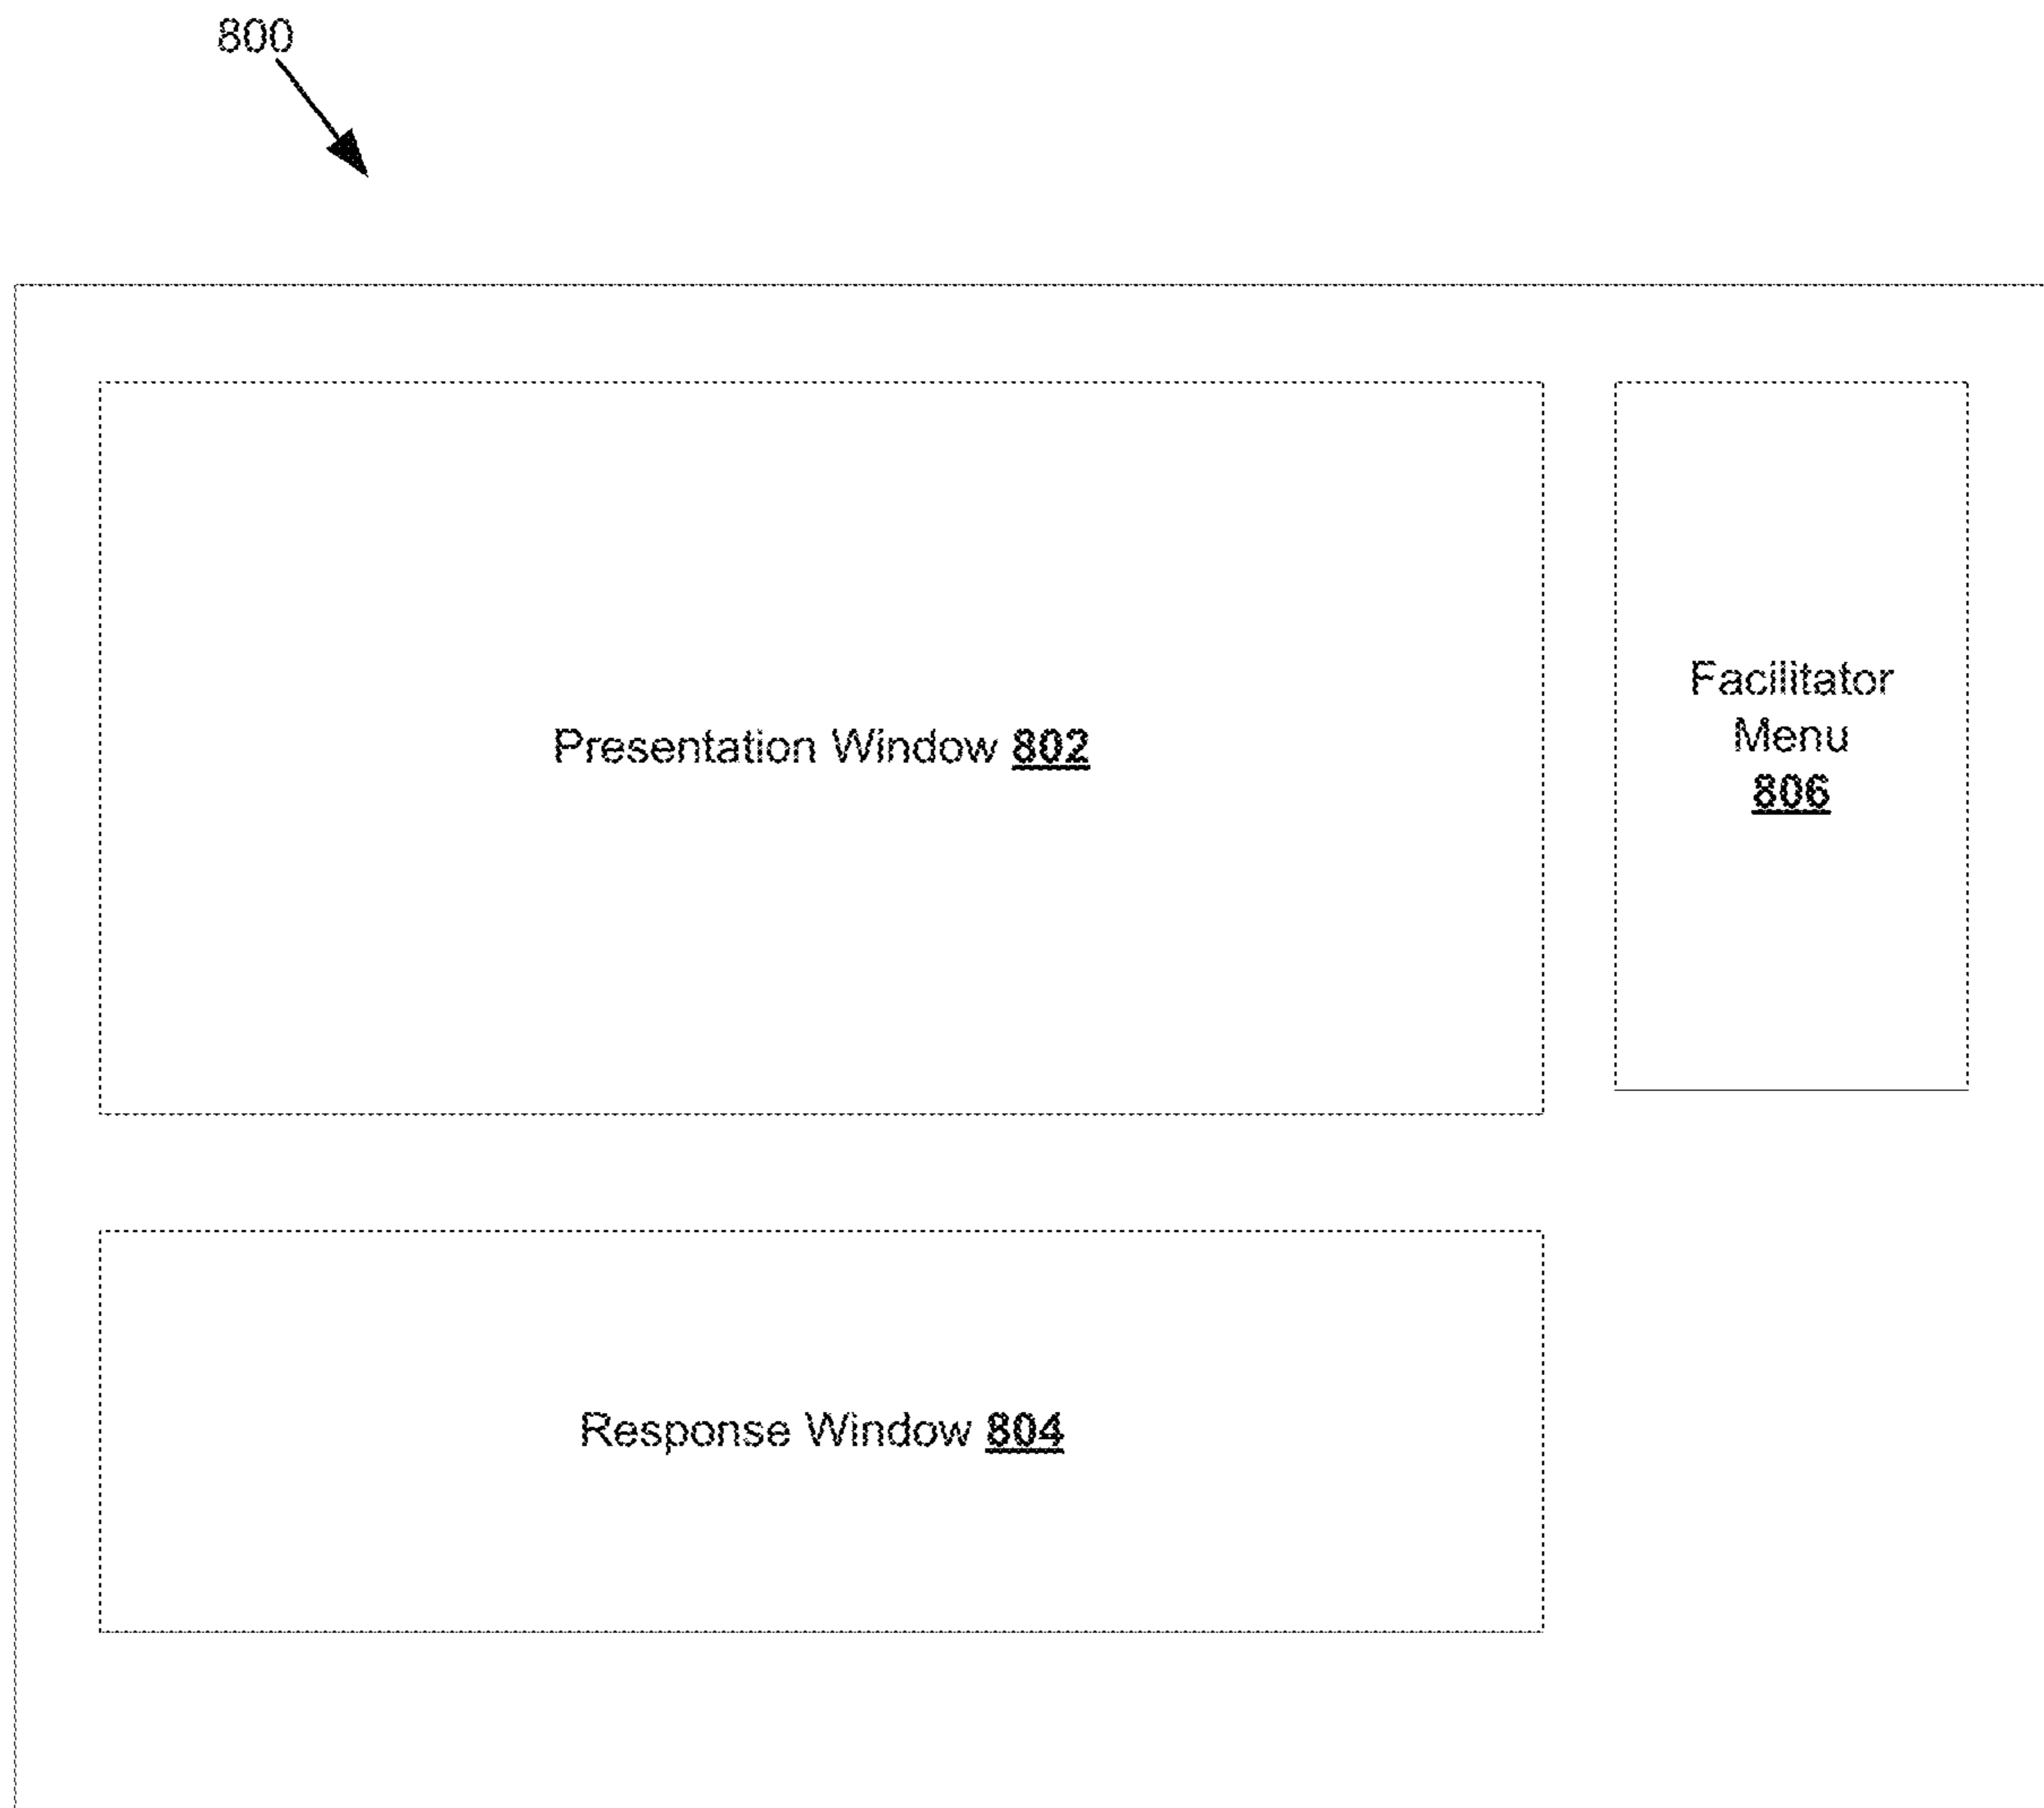 800
Presentation Window 802
Facilitator
Menu
806
Response Window 804